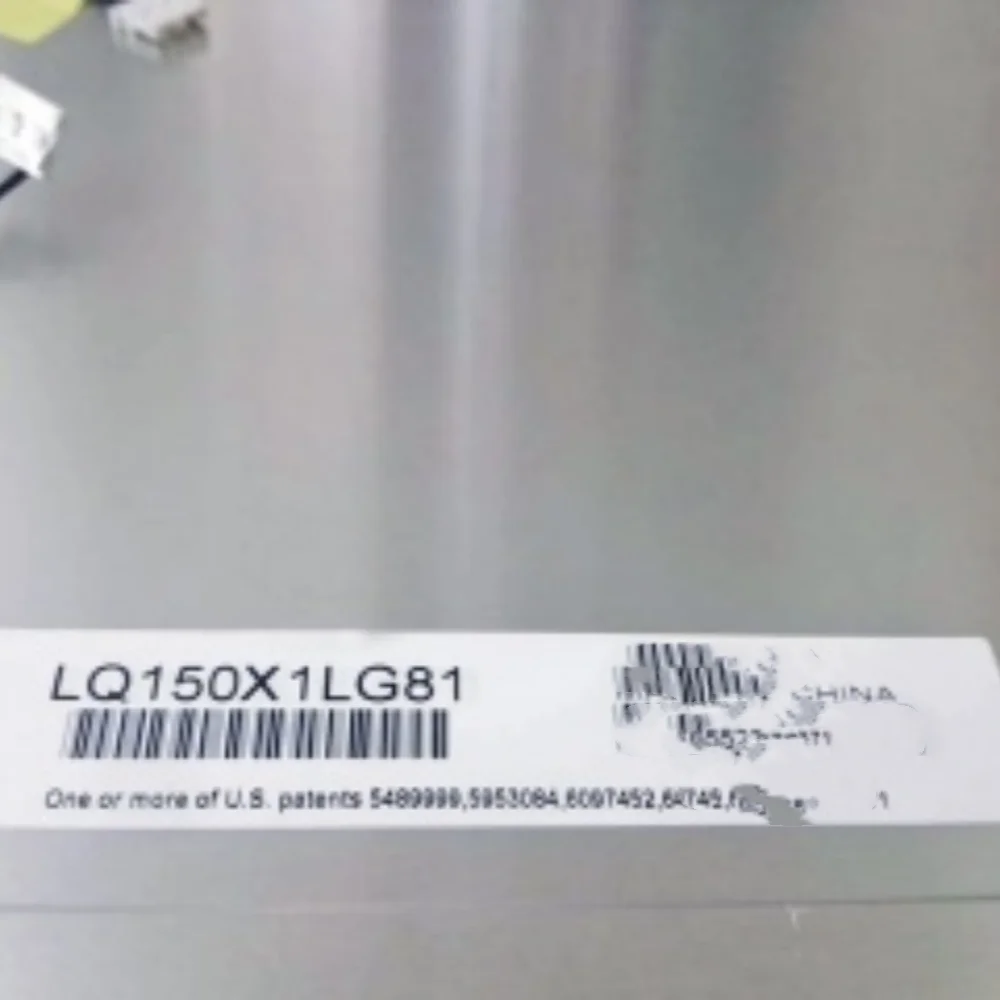 LQ150X1LG81
CHINA
One or more of U.S. patents 5489999,5953084,6097452,